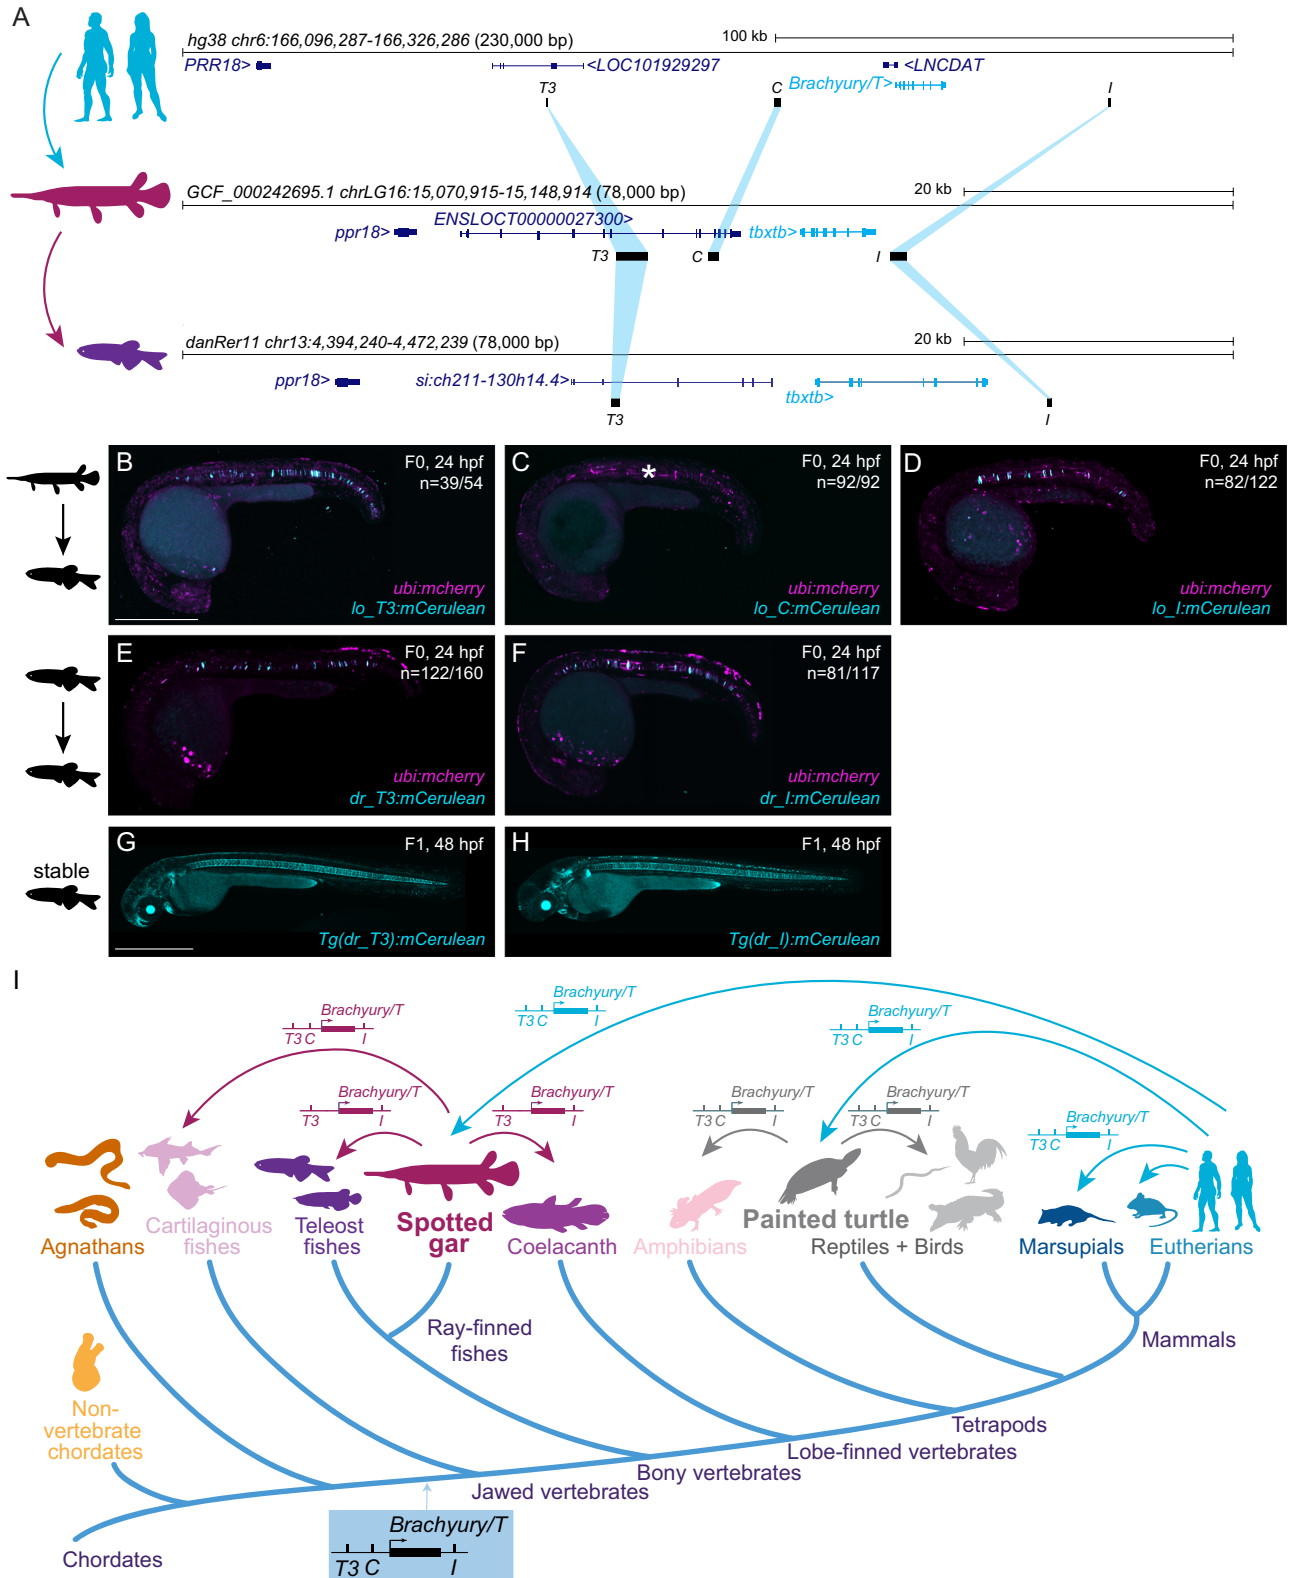 A
hg38 chr6:166,096,287-166,326,286 (230,000 bp)
100 kb
PRR18>
<LOC101929297
<LNCDAT
Brachyury/T>
T3
C
I
GCF_000242695.1 chrLG16:15,070,915-15,148,914 (78,000 bp)
20 kb
ENSLOCT00000027300>
ppr18>
tbxtb>
T3
C
I
danRer11 chr13:4,394,240-4,472,239 (78,000 bp)
20 kb
ppr18>
si:ch211-130h14.4>
tbxtb>
T3
I
B
F0, 24 hpf
n=39/54
ubi:mcherry
lo_T3:mCerulean
C
*
F0, 24 hpf
n=92/92
ubi:mcherry
lo_C:mCerulean
D
F0, 24 hpf
n=82/122
ubi:mcherry
lo_I:mCerulean
E
F0, 24 hpf
n=122/160
ubi:mcherry
dr_T3:mCerulean
F
F0, 24 hpf
n=81/117
ubi:mcherry
dr_I:mCerulean
stable
G
F1, 48 hpf
Tg(dr_T3):mCerulean
H
F1, 48 hpf
Tg(dr_I):mCerulean
I
Brachyury/T
T3 C I
Brachyury/T
T3 C I
Brachyury/T
T3 C I
Brachyury/T
T3 I
Brachyury/T
T3 I
Brachyury/T
T3 C I
Brachyury/T
T3 C I
Brachyury/T
T3 C I
Agnathans
Cartilaginous
fishes
Teleost
fishes
Spotted
gar
Coelacanth
Amphibians
Painted turtle
Reptiles + Birds
Marsupials
Eutherians
Ray-finned
fishes
Mammals
Non-
vertebrate
chordates
Tetrapods
Lobe-finned vertebrates
Bony vertebrates
Jawed vertebrates
Chordates
Brachyury/T
T3 C I